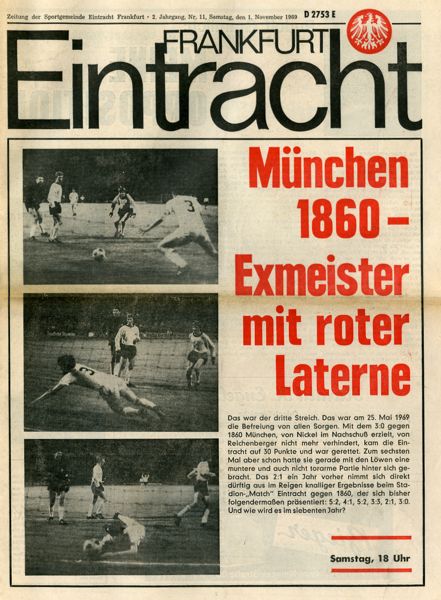 Zeitung der Sportgemeinde Eintracht Frankfurt · 2. Jahrgang, Nr. 11, Samstag, den 1. November 1969 D 2753 E
FRANKFURT
Eintracht
München
1860 –
Exmeister
mit roter
Laterne
Das war der dritte Streich. Das war am 25. Mai 1969
die Befreiung von allen Sorgen. Mit dem 3:0 gegen
1860 München, von Nickel im Nachschuß erzielt, von
Reichenberger nicht mehr verhindert, kam die Ein-
tracht auf 30 Punkte und war gerettet. Zum sechsten
Mal aber schon hatte sie gerade mit den Löwen eine
muntere und auch nicht torarme Partie hinter sich ge-
bracht. Das 2:1 ein Jahr vorher nimmt sich direkt
dürftig aus im Reigen knalliger Ergebnisse beim Sta-
dion-„Match" Eintracht gegen 1860, der sich bisher
folgendermaßen präsentiert: 5:2, 4:1, 5:2, 3:3, 2:1, 3:0.
Und wie wird es im siebenten Jahr?
Samstag, 18 Uhr